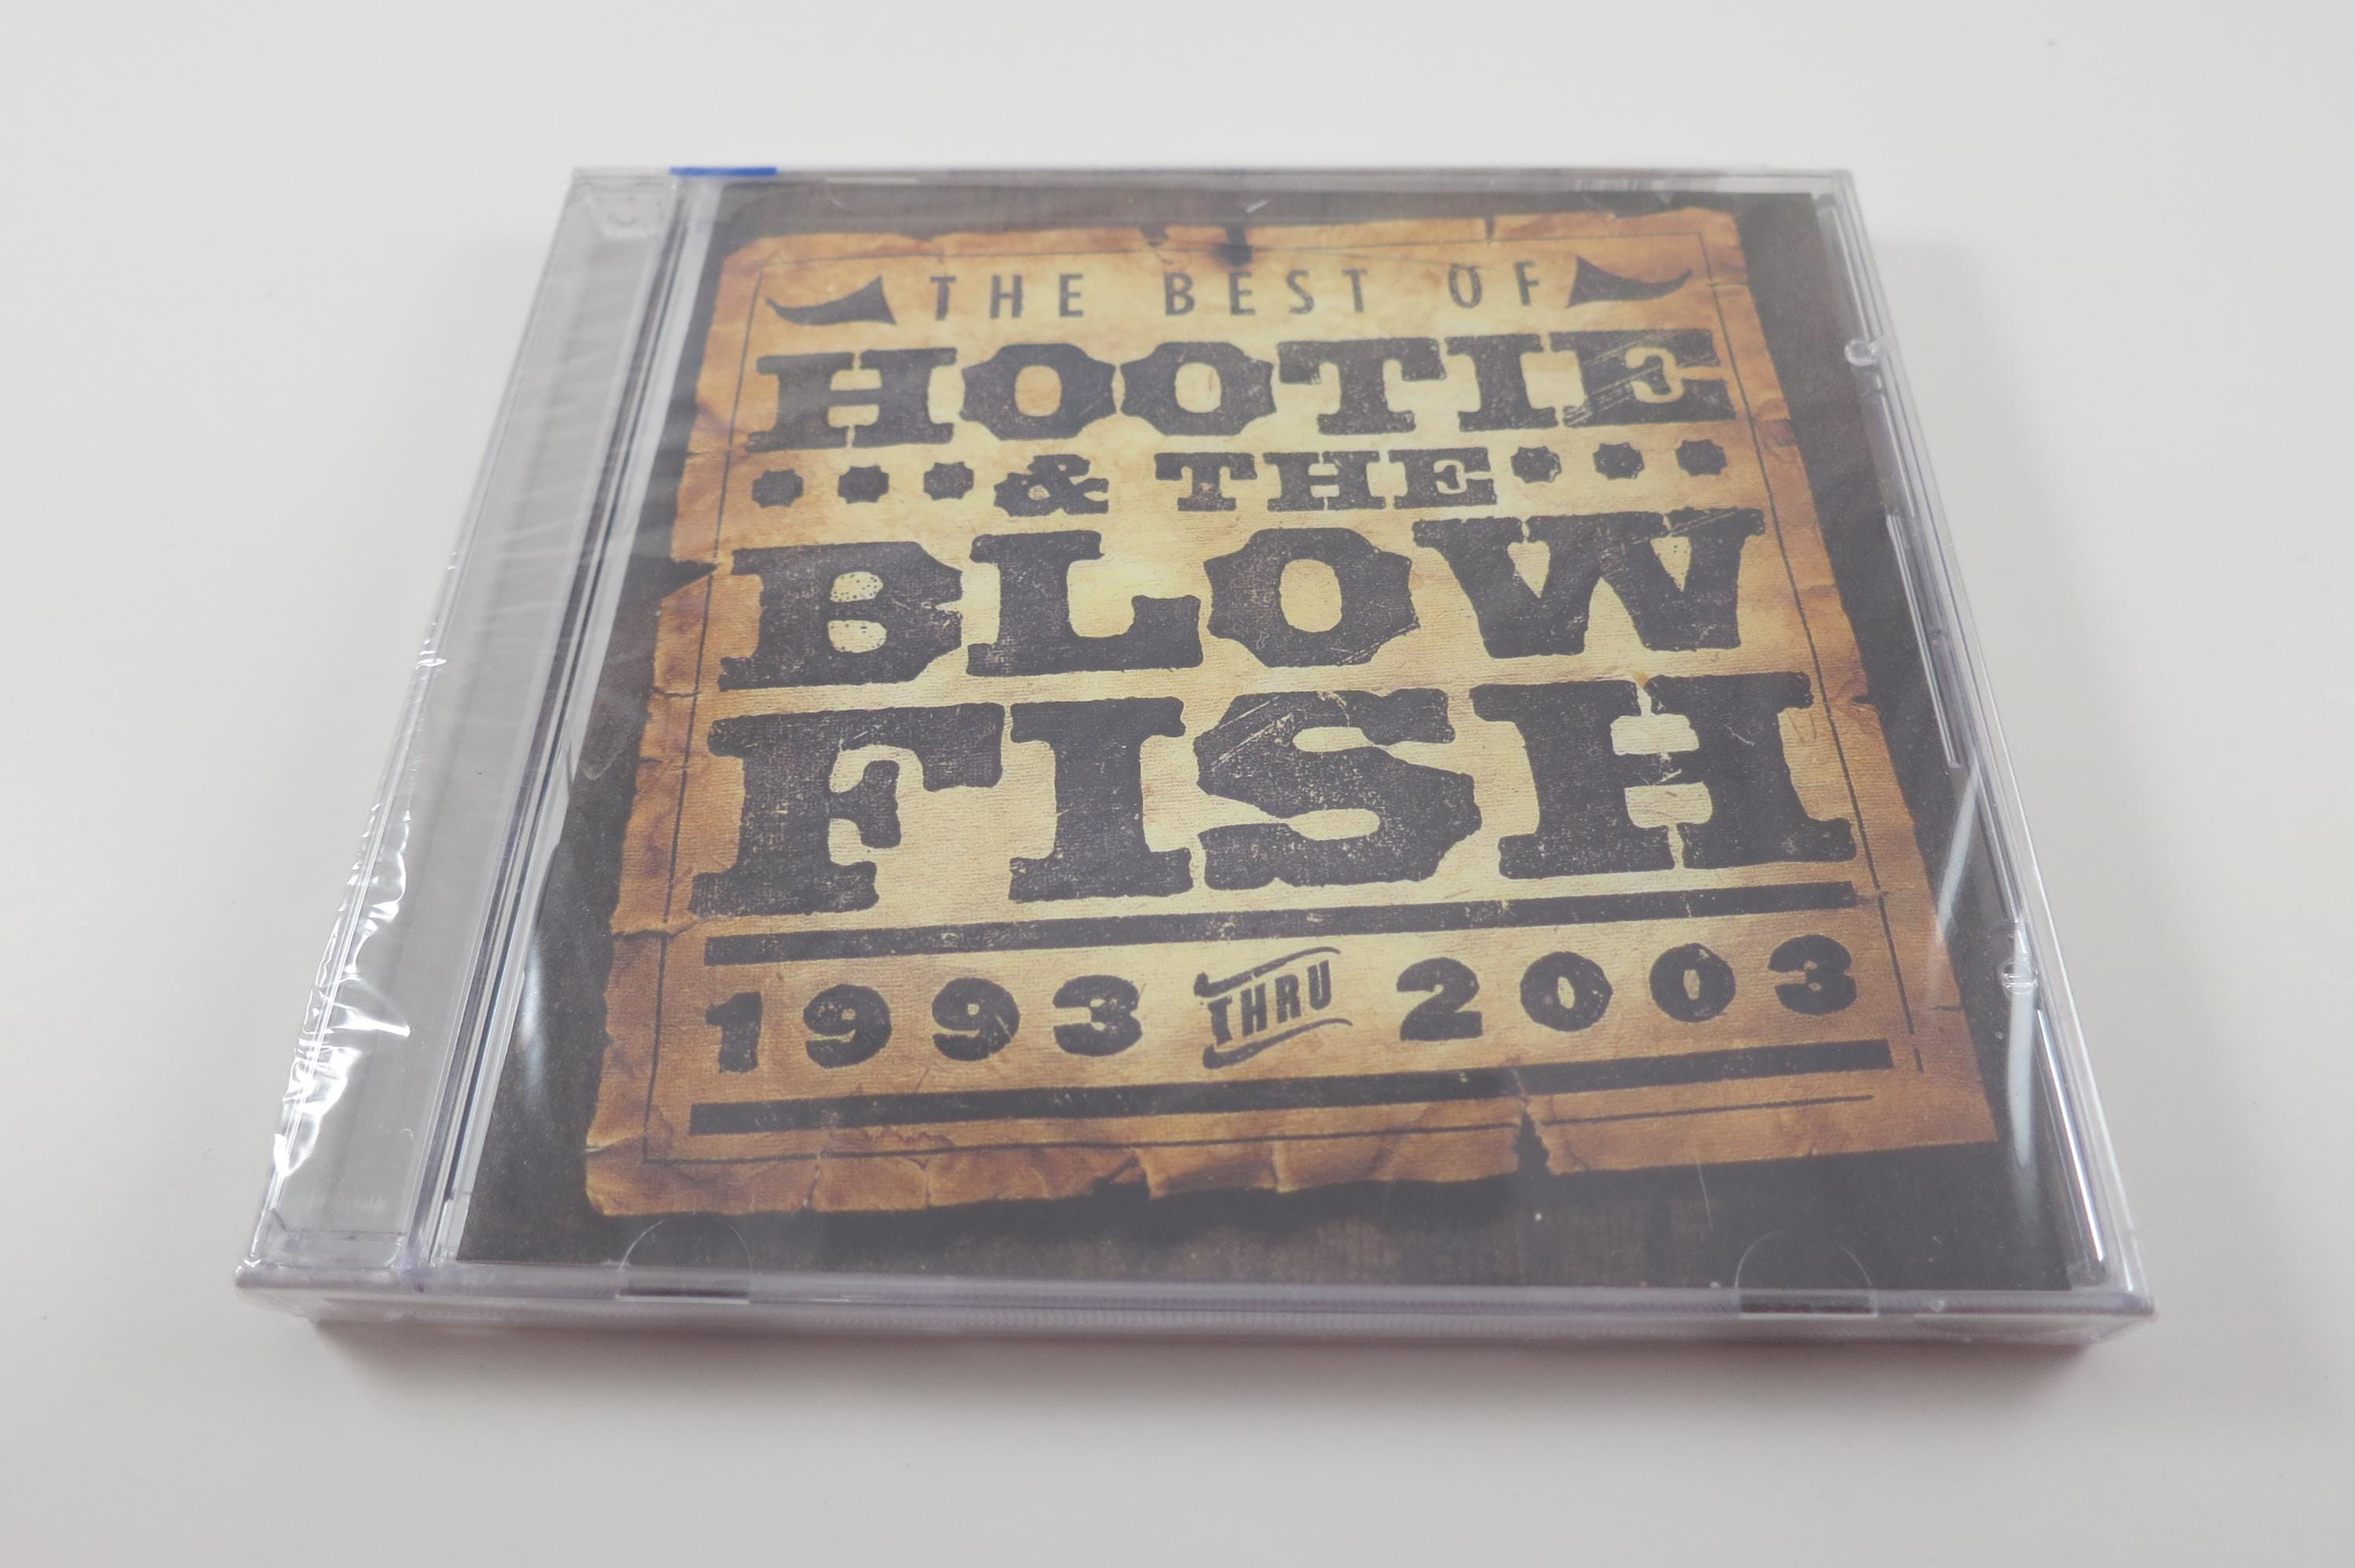 THE BEST OF
HOOTIE
& THE
BLOW
FISH
1993 THRU 2003